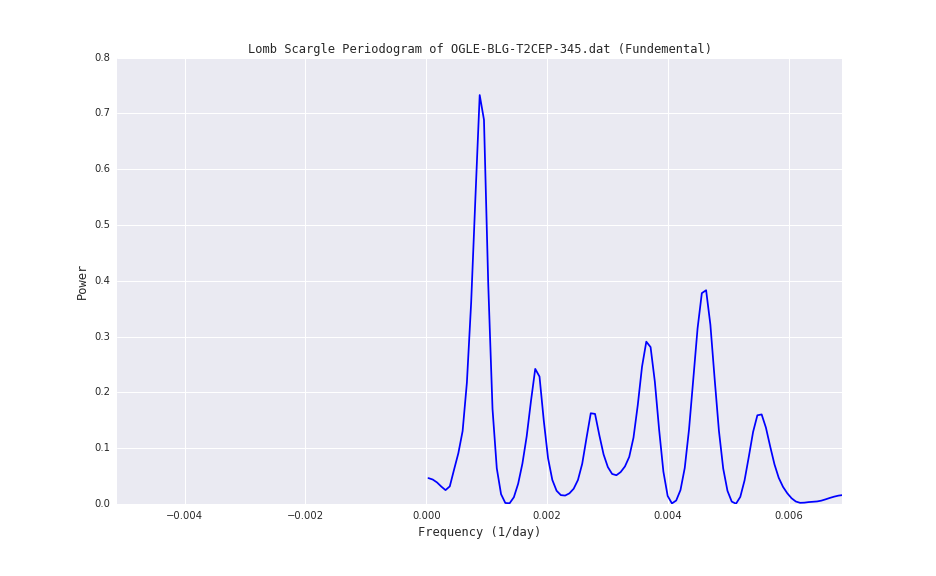 Lomb Scargle Periodogram of OGLE-BLG-T2CEP-345.dat (Fundemental)
0.8
0.7
0.6
0.5
0.4
0.3
0.2
0.1
0.0
Power
−0.004 −0.002 0.000 0.002 0.004 0.006
Frequency (1/day)